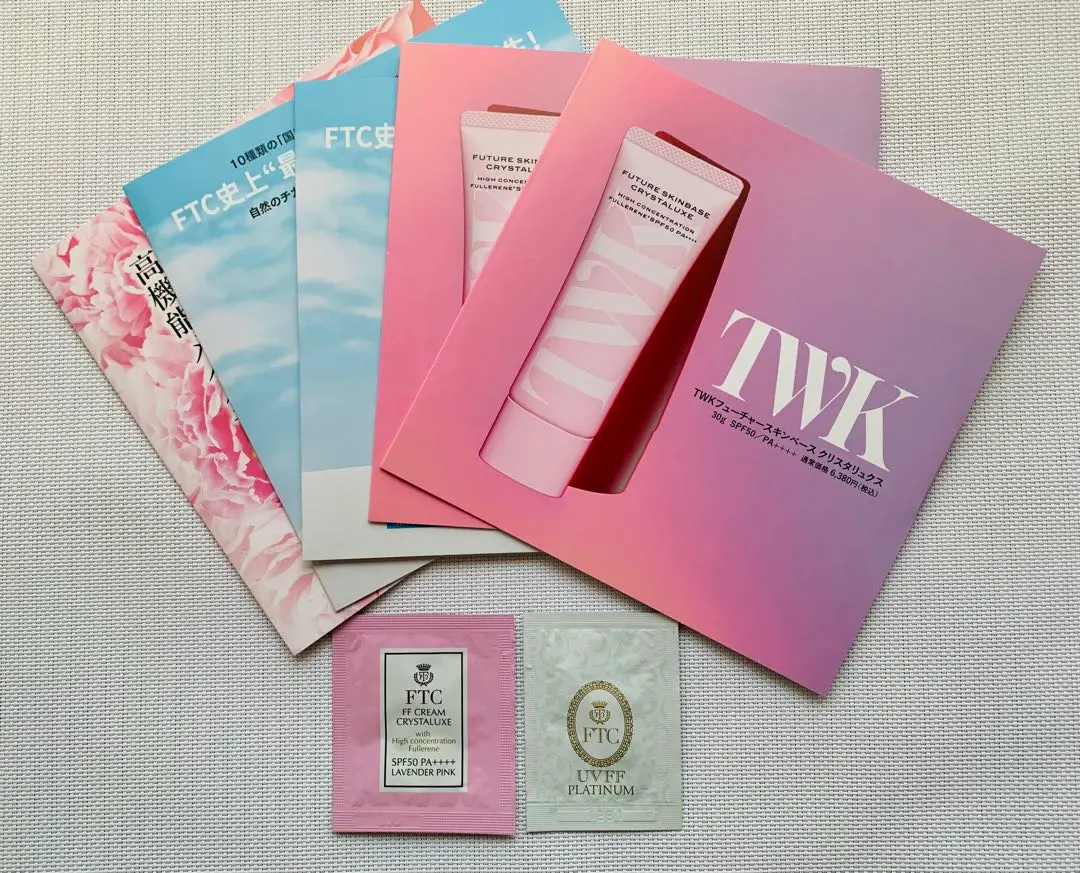 高機能
10種類の「国
FTC史上“最
自然のチカ
FTC史
FUTURE SKIN
CRYSTAL
HIGH CONCEN
FULLERENE*S
FUTURE SKINBASE
CRYSTALUXE
HIGH CONCENTRATION
FULLERENE*SPF50 PA++++
TWK
TWK
TWKフューチャースキンベース クリスタリュクス
30g SPF50/PA++++ 通常価格 6,380円(税込)
FTC
FF CREAM
CRYSTALUXE
with
High concentration
Fullerene
SPF50 PA++++
LAVENDER PINK
FTC
UVFF
PLATINUM